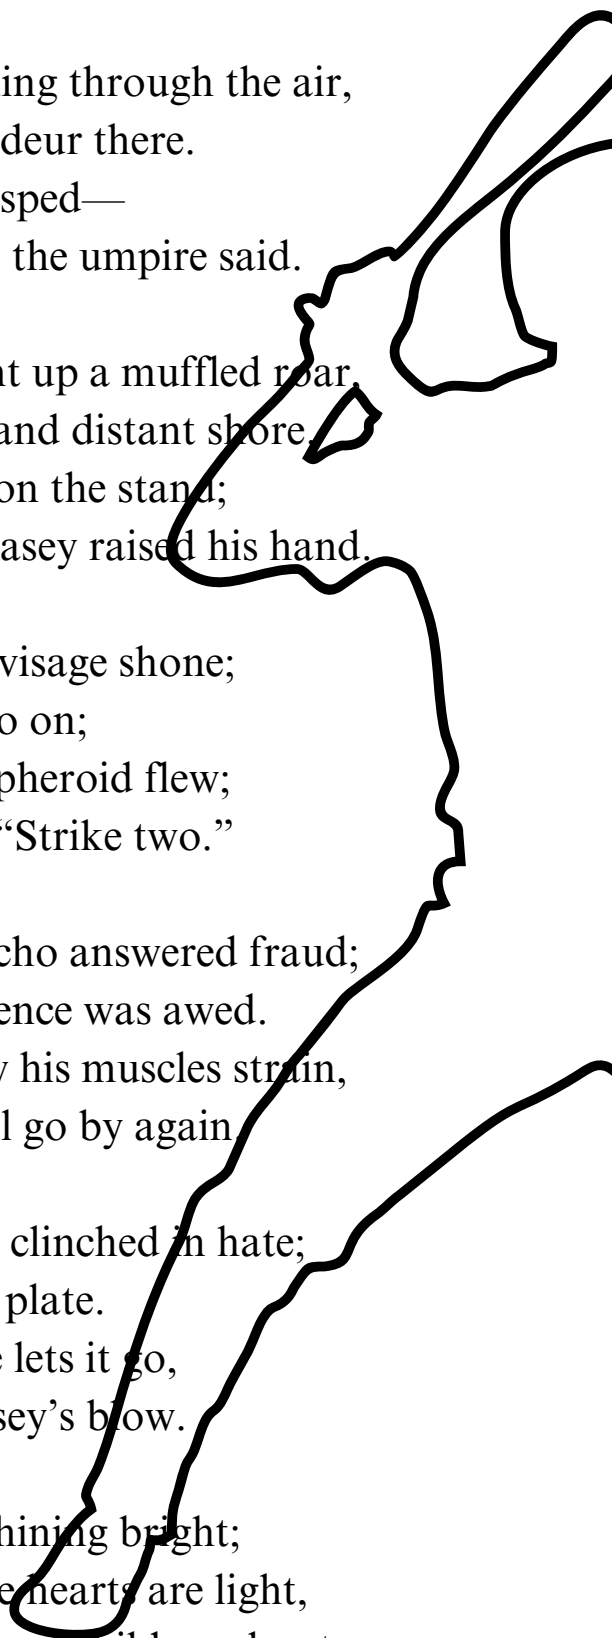 ing through the air,
deur there.
sped—
the umpire said.
nt up a muffled roar,
and distant shore,
on the stand;
asey raised his hand.
visage shone;
o on;
pheroid flew;
“Strike two.”
cho answered fraud;
ence was awed.
his muscles strain,
l go by again.
clinched in hate;
plate.
e lets it go,
sey’s blow.
hining bright;
e hearts are light,